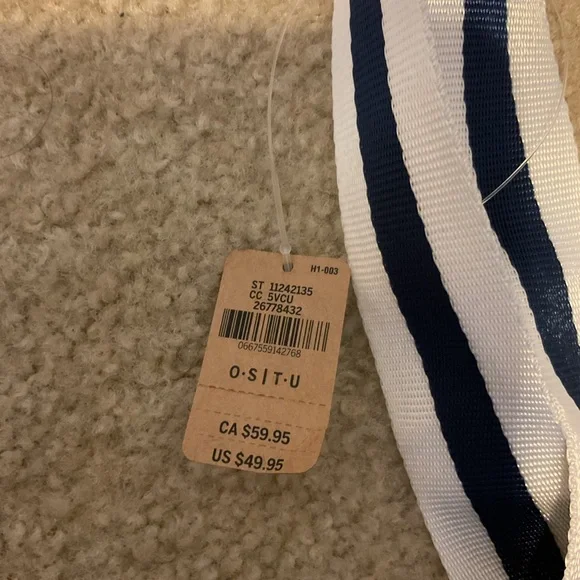 H1-003
ST 11242135
CC 5VCU
26778432
0667559142768
O·S|T·U
CA $59.95
US $49.95